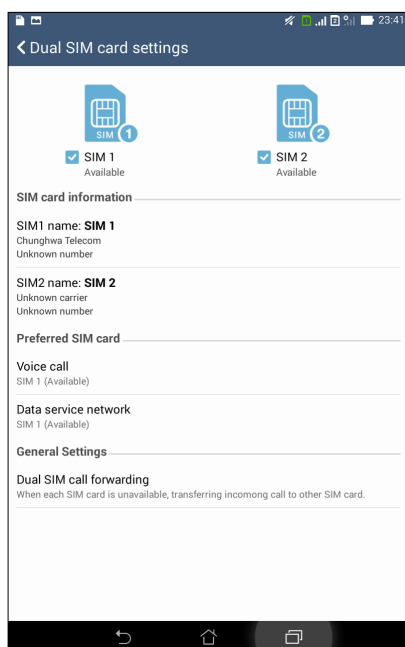 23:41
Dual SIM card settings
SIM 1 SIM 2
SIM 1 SIM 2
Available Available
SIM card information
SIM1 name: SIM 1
Chunghwa Telecom
Unknown number
SIM2 name: SIM 2
Unknown carrier
Unknown number
Preferred SIM card
Voice call
SIM 1 (Available)
Data service network
SIM 1 (Available)
General Settings
Dual SIM call forwarding
When each SIM card is unavailable, transferring incomong call to other SIM card.